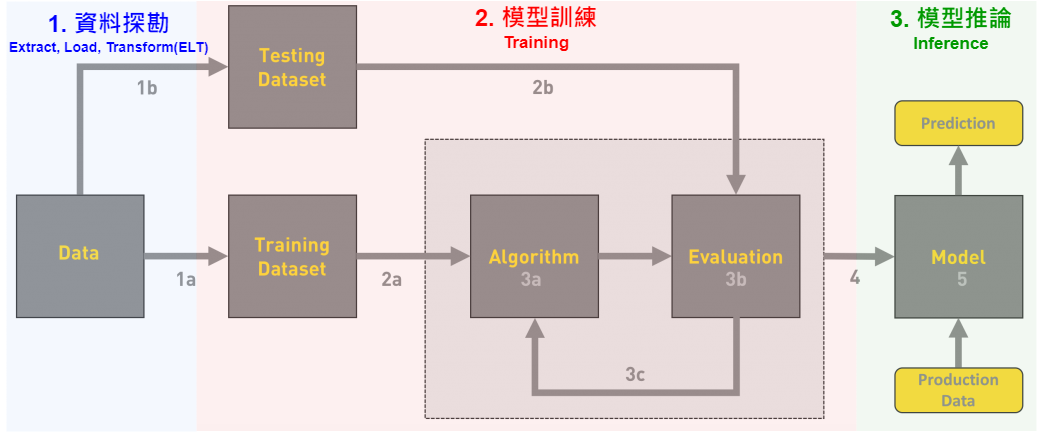 1. 資料探勘
Extract, Load, Transform(ELT)
2. 模型訓練
Training
3. 模型推論
Inference
Testing
Dataset
1b
2b
Prediction
Data
1a
Training
Dataset
2a
Algorithm
3a
Evaluation
3b
4
Model
5
3c
Production
Data